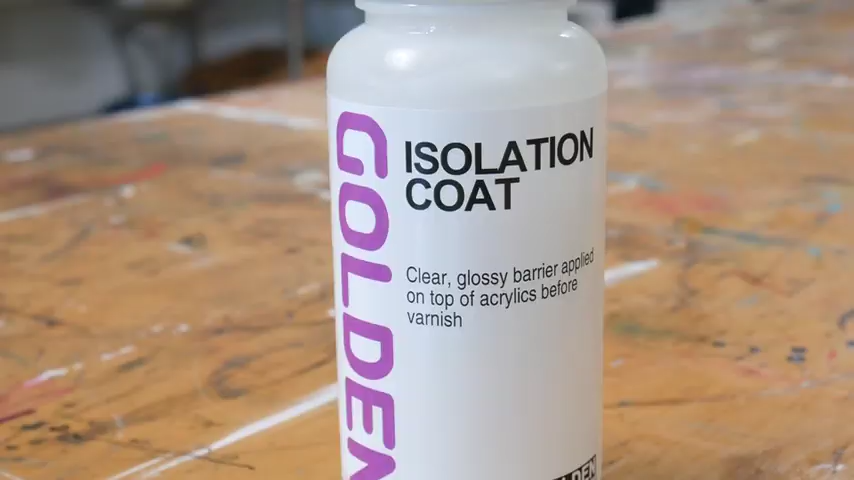 GOLDEN
ISOLATION
COAT
Clear, glossy barrier applied
on top of acrylics before
varnish